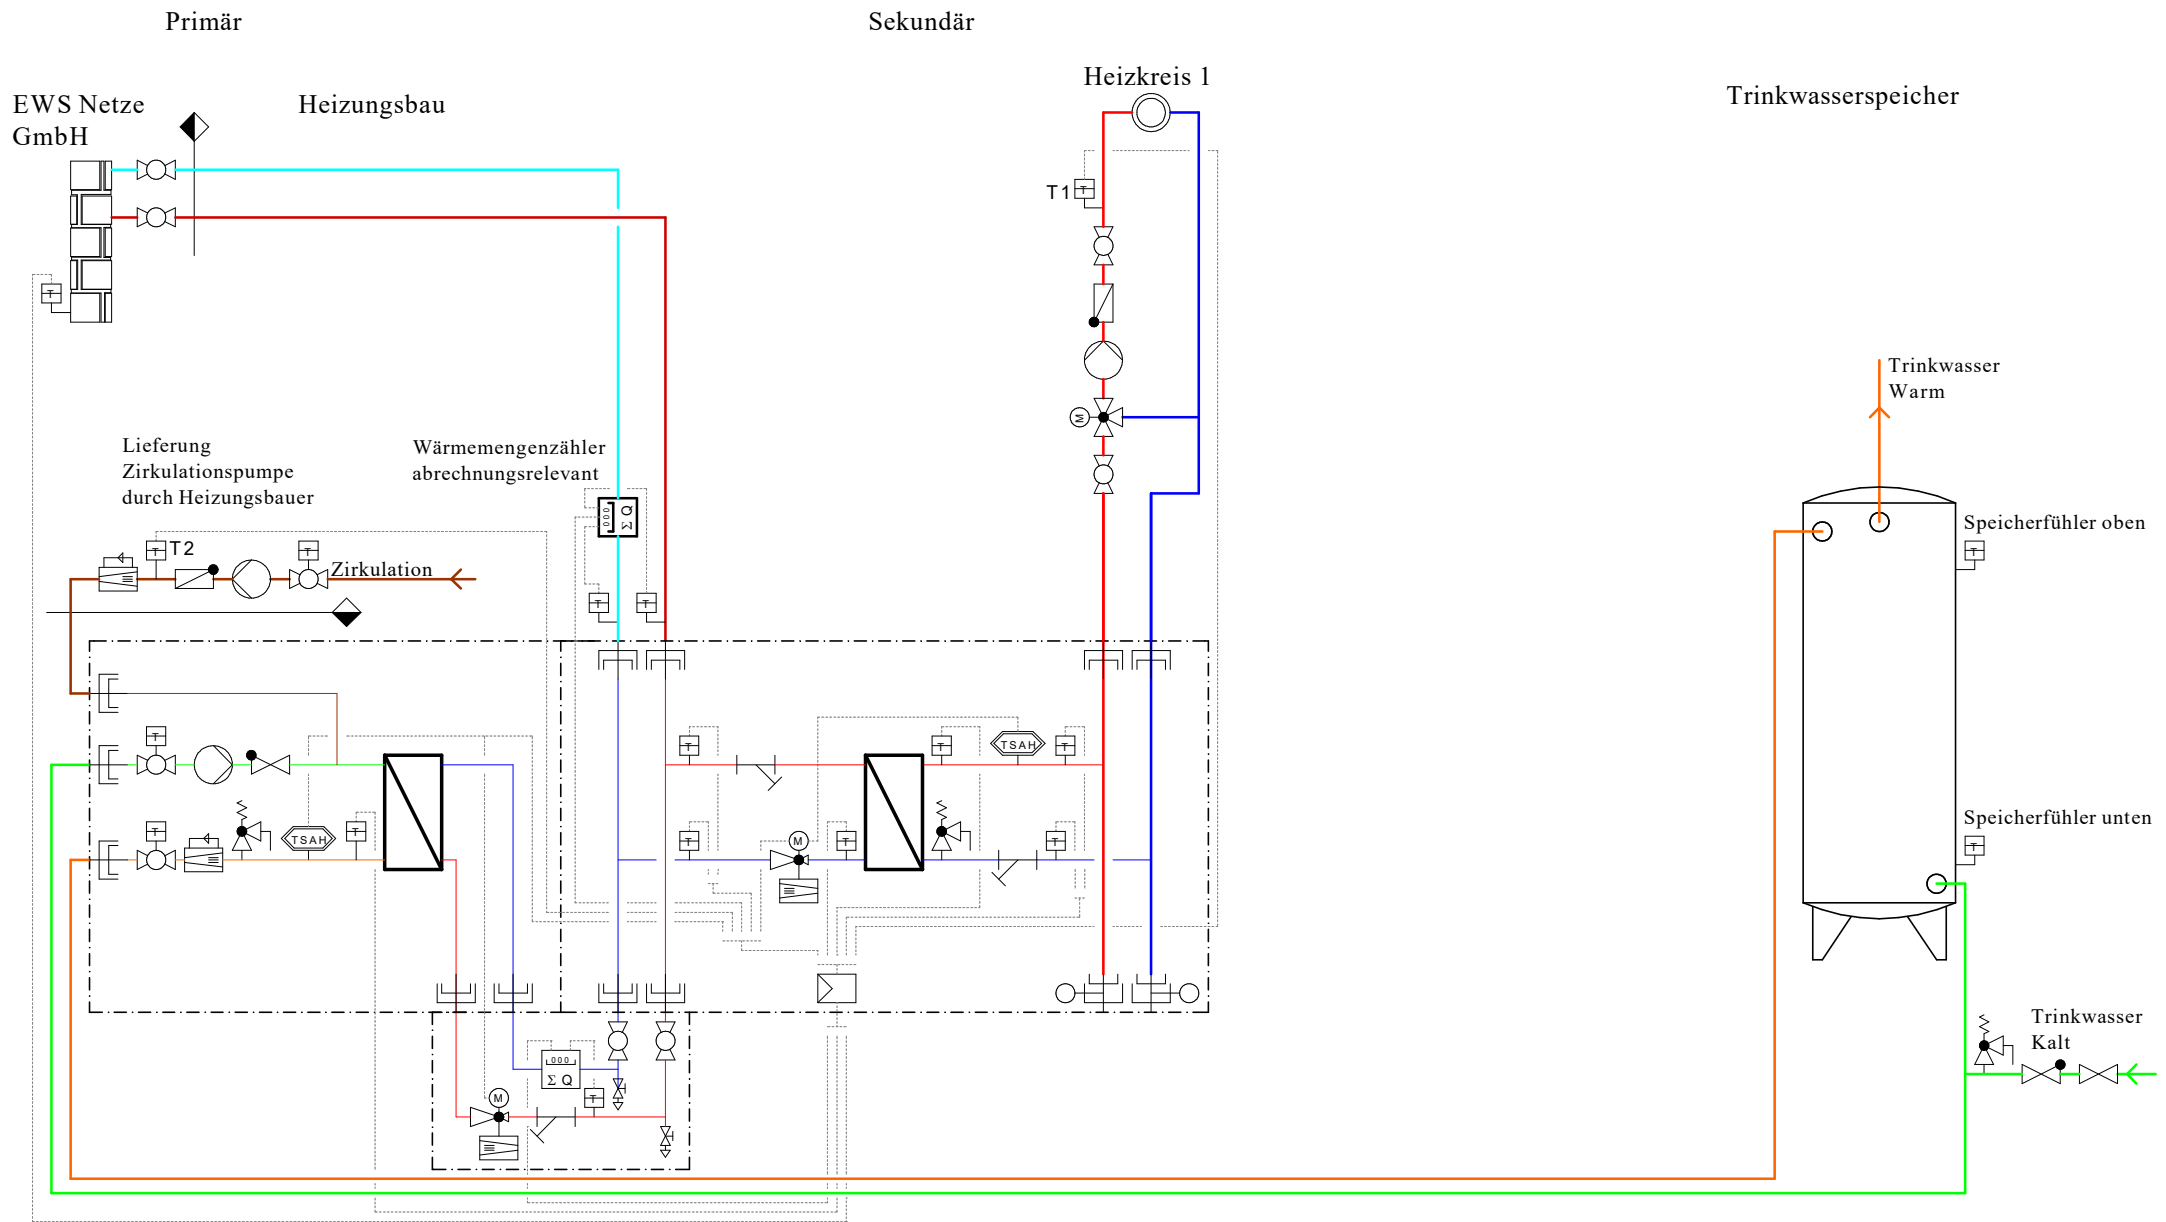 Primär
Sekundär
Heizkreis 1
EWS Netze
GmbH
Heizungsbau
Trinkwasserspeicher
T
T1
T
M
Trinkwasser
Warm
Lieferung
Zirkulationspumpe
durch Heizungsbauer
Wärmemengenzähler
abrechnungsrelevant
000
Σ Q
Speicherfühler oben
T
T
T2
T
Zirkulation
T
T
T
T
T
TSAH
T
T
TSAH
T
T
M
T
T
Speicherfühler unten
T
Trinkwasser
Kalt
000
Σ Q
M
T